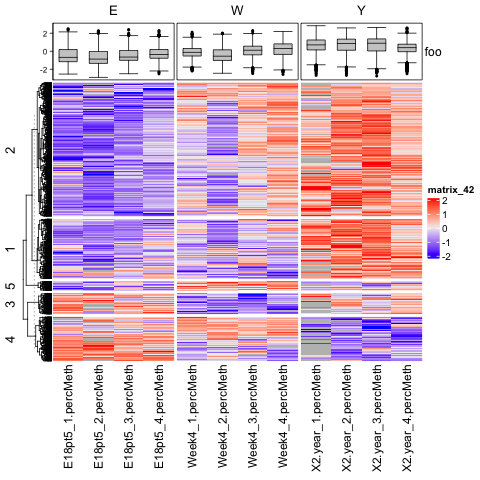 E W Y
2
0
-2
foo
2
1
5
3
4
matrix_42
2
1
0
-1
-2
E18pt5_1.percMeth
E18pt5_2.percMeth
E18pt5_3.percMeth
E18pt5_4.percMeth
Week4_1.percMeth
Week4_2.percMeth
Week4_3.percMeth
Week4_4.percMeth
X2.year_1.percMeth
X2.year_2.percMeth
X2.year_3.percMeth
X2.year_4.percMeth